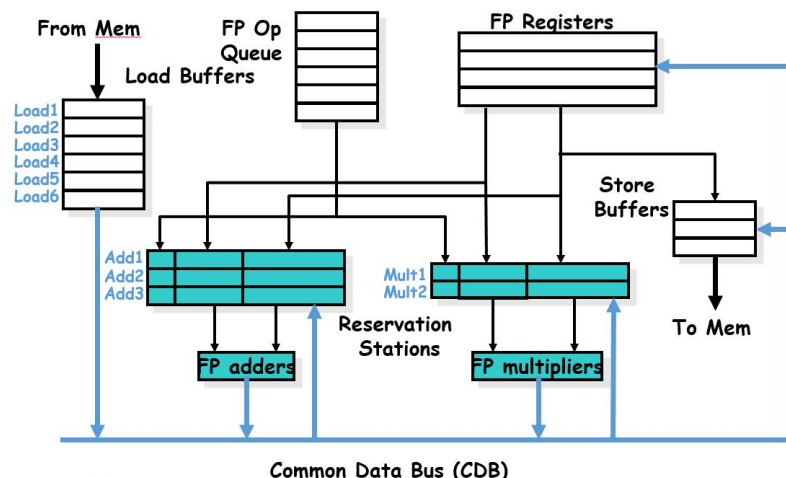 From Mem
FP Op
Queue
FP Registers
Load Buffers
Load1
Load2
Load3
Load4
Load5
Load6
Store
Buffers
Add1
Add2
Add3
Mult1
Mult2
Reservation
Stations
To Mem
FP adders
FP multipliers
Common Data Bus (CDB)